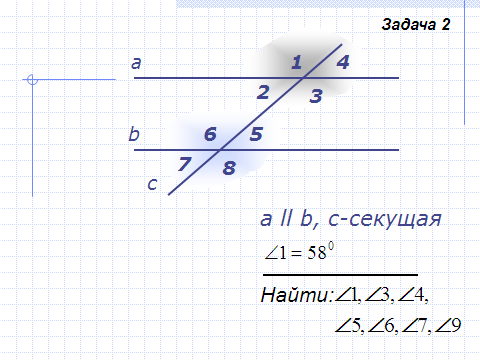 Задача 2
a
1
4
2
3
b
6
5
7
8
c
a ll b, c-секущая
∠1 = 58⁰
Найти: ∠1, ∠3, ∠4,
∠5, ∠6, ∠7, ∠9